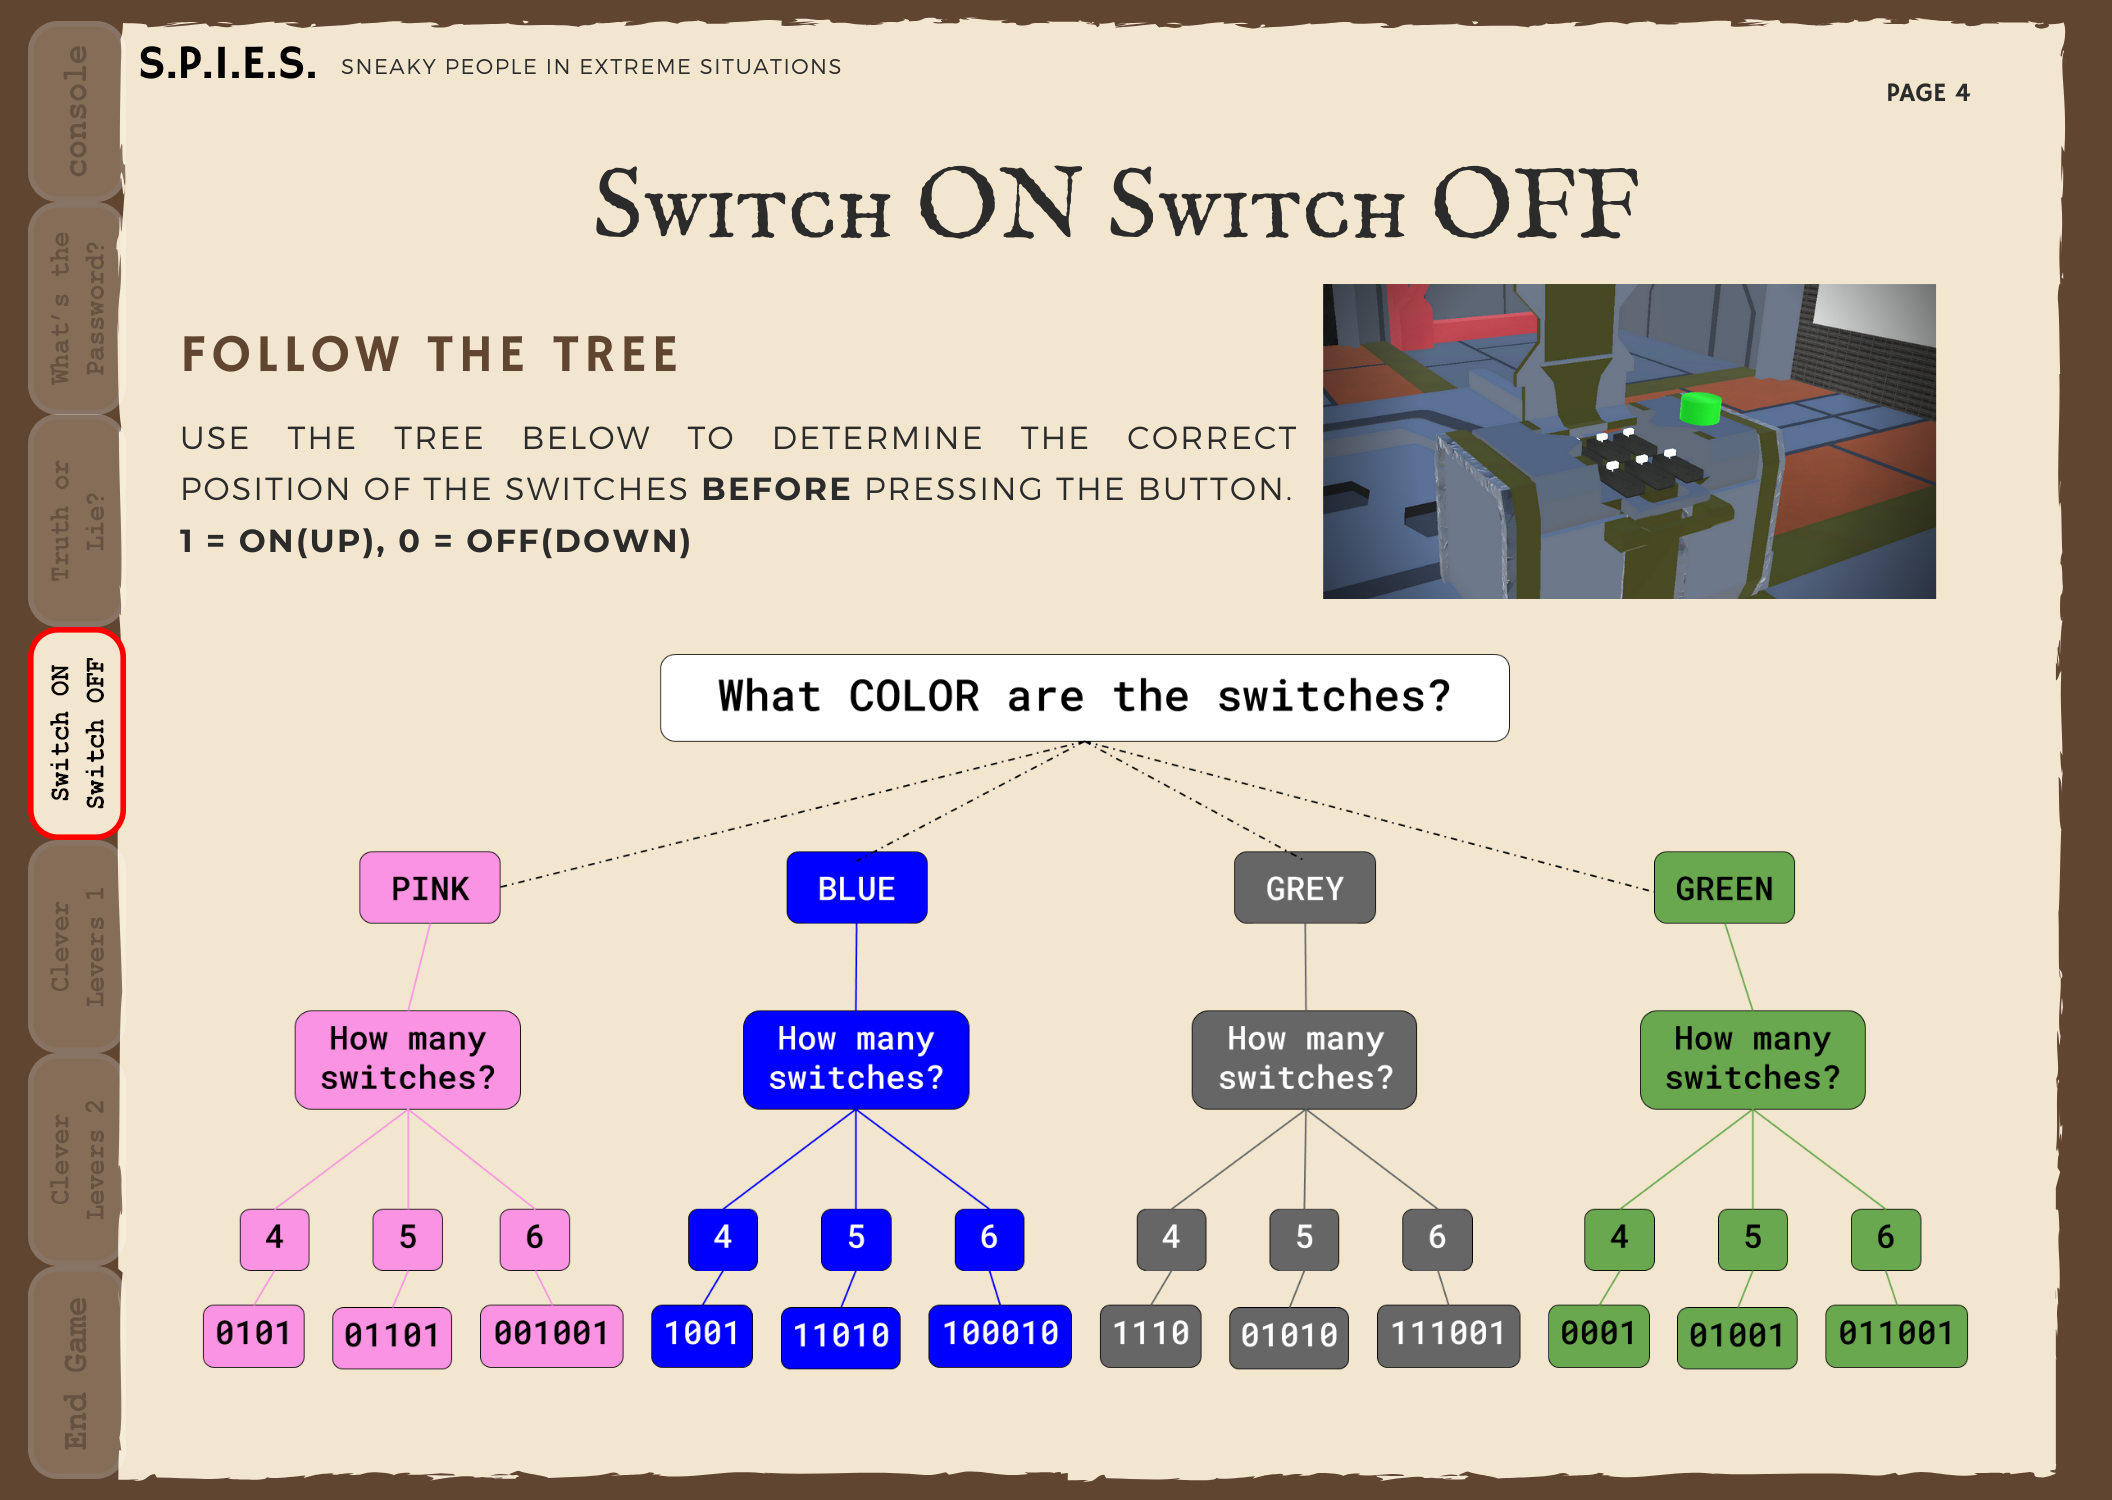 S.P.I.E.S. SNEAKY PEOPLE IN EXTREME SITUATIONS
PAGE 4
console
What's the
Password?
Truth or
Lie?
Switch ON
Switch OFF
Clever
Levers 1
Clever
Levers 2
End Game
Switch ON Switch OFF
FOLLOW THE TREE
USE THE TREE BELOW TO DETERMINE THE CORRECT
POSITION OF THE SWITCHES BEFORE PRESSING THE BUTTON.
1 = ON(UP), 0 = OFF(DOWN)
What COLOR are the switches?
PINK BLUE GREY GREEN
How many How many How many How many
switches? switches? switches? switches?
4 5 6 4 5 6 4 5 6 4 5 6
0101 01101 001001 1001 11010 100010 1110 01010 111001 0001 01001 011001